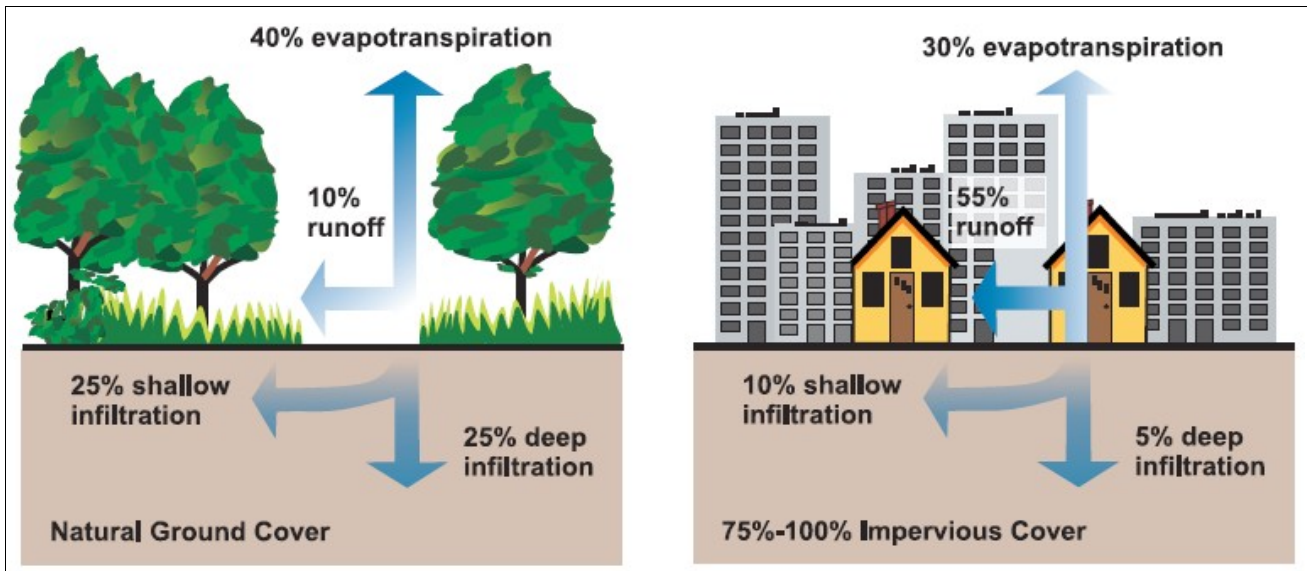 40% evapotranspiration
10%
runoff
25% shallow
infiltration
25% deep
infiltration
Natural Ground Cover
30% evapotranspiration
55%
runoff
10% shallow
infiltration
5% deep
infiltration
75%-100% Impervious Cover